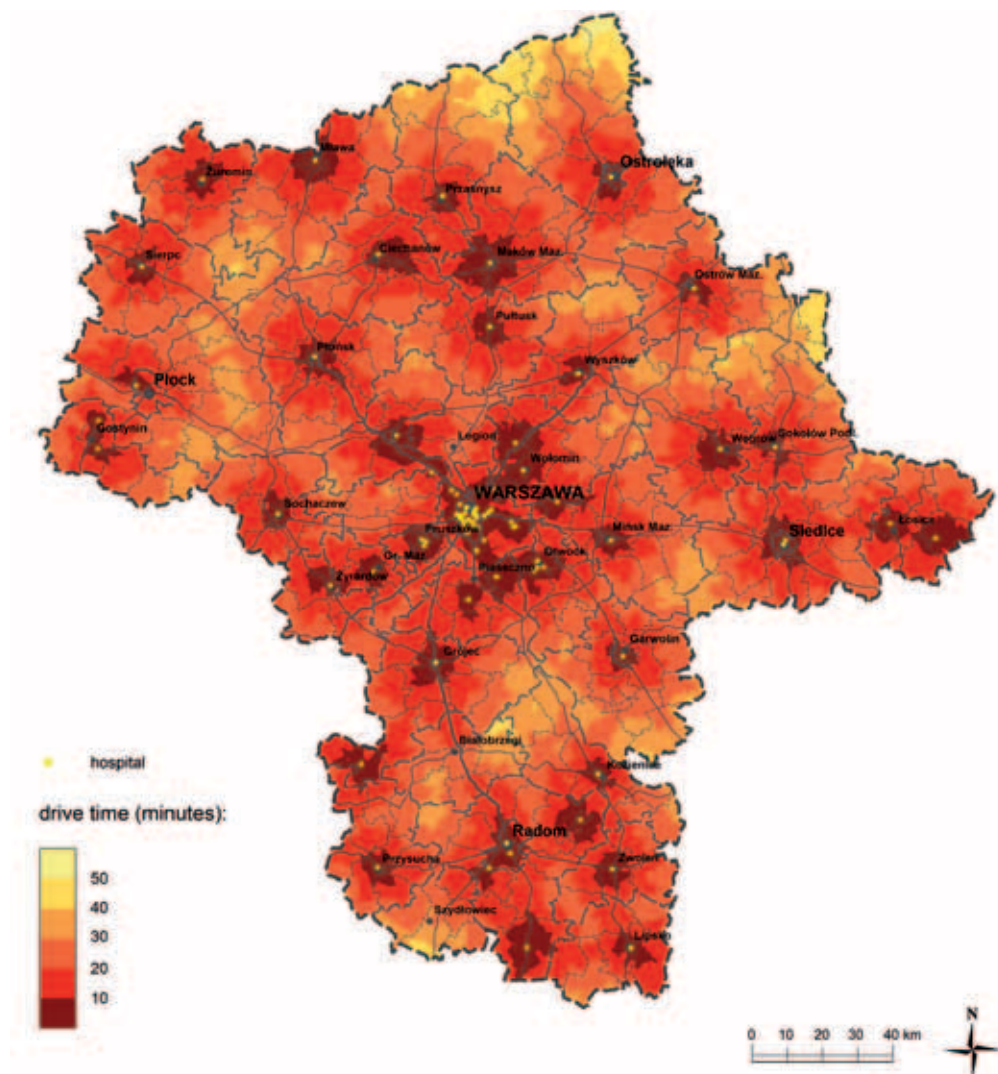 Ostrołęka
Mława
Żuromin
Przasnysz
Ciechanów
Maków Maz.
Sierpc
Ostrów Maz.
Pułtusk
Płońsk
Wyszków
Płock
Gostynin
Legion
Węgrów
Sokołów Podl.
Wołomin
WARSZAWA
Sochaczew
Pruszków
Mińsk Maz.
Siedlce
Łosice
Gr. Maz.
Otwock
Piaseczno
Żyrardów
Garwolin
Grójec
Białobrzegi
hospital
Kozienice
drive time (minutes):
Radom
Przysucha
Zwoleń
50
40
Szydłowiec
30
Lipsko
20
10
N
0 10 20 30 40 km